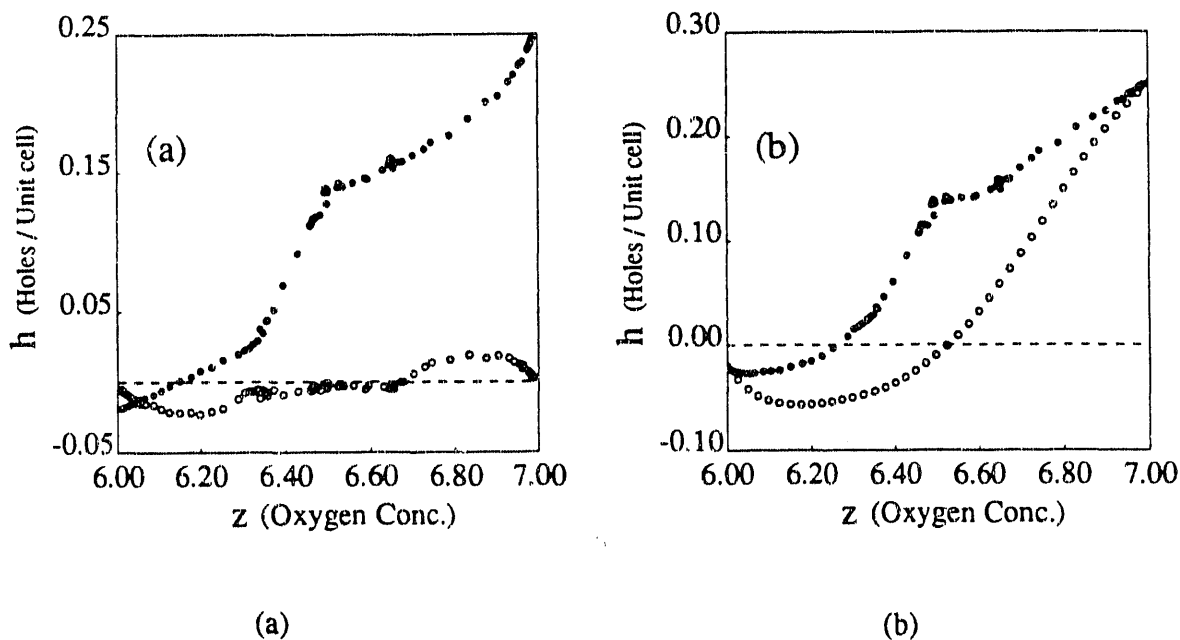 0.25
(a)
0.15
0.05
-0.05
h (Holes / Unit cell)
6.00 6.20 6.40 6.60 6.80 7.00
z (Oxygen Conc.)
0.30
(b)
0.20
0.10
0.00
-0.10
h (Holes / Unit cell)
6.00 6.20 6.40 6.60 6.80 7.00
z (Oxygen Conc.)
(a)
(b)